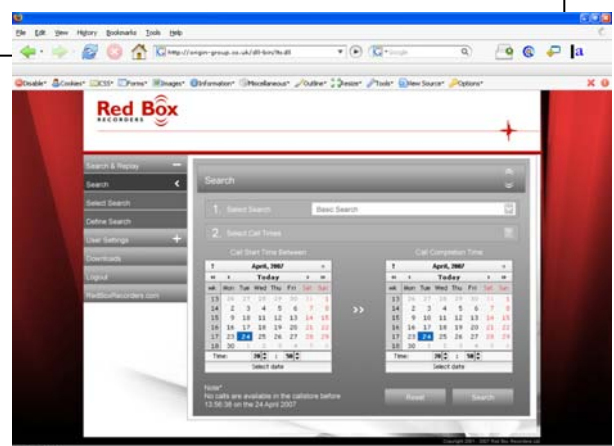 File Edit View History Bookmarks Tools Help
Google
Disable* Cookies* CSS* Forms* Images* Information* Miscellaneous* Outline* Resize* Tools* View Source* Options*
Red Box
RECORDERS
Search & Replay
Search
Select Search
Define Search
User Settings
Downloads
Logout
RedBoxRecorders.com
Search
1. Select Search Basic Search
2. Select Call Times
Call Start Time Between
? April, 2007 ×
« ‹ Today › »
wk Mon Tue Wed Thu Fri Sat Sun
13 26 27 28 29 30 31 1
14 2 3 4 5 6 7 8
15 9 10 11 12 13 14 15
16 16 17 18 19 20 21 22
17 23 24 25 26 27 28 29
18 30 1 2 3 4 5 6
Time:
Select date
>>
Call Completion Time
? April, 2007 ×
« ‹ Today › »
wk Mon Tue Wed Thu Fri Sat Sun
13 26 27 28 29 30 31 1
14 2 3 4 5 6 7 8
15 9 10 11 12 13 14 15
16 16 17 18 19 20 21 22
17 23 24 25 26 27 28 29
18 30 1 2 3 4 5 6
Time:
Select date
Note*
No calls are available in the callstore before
13:56:38 on the 24 April 2007
Reset Search
Copyright 2001 - 2007 Red Box Recorders Ltd